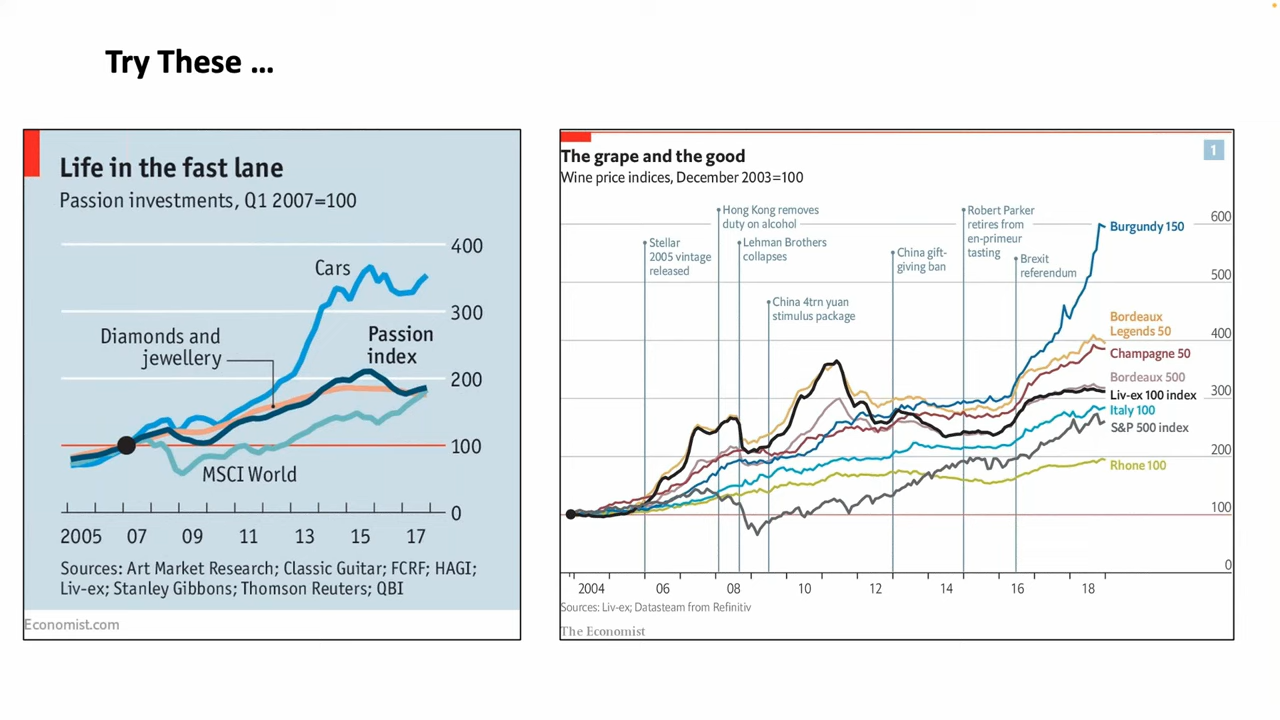 Try These ...
Life in the fast lane
Passion investments, Q1 2007=100
400
Cars
300
Diamonds and
jewellery
Passion
index
200
100
MSCI World
0
2005 07 09 11 13 15 17
Sources: Art Market Research; Classic Guitar; FCRF; HAGI;
Liv-ex; Stanley Gibbons; Thomson Reuters; QBI
Economist.com
1
The grape and the good
Wine price indices, December 2003=100
Stellar
2005 vintage
released
Hong Kong removes
duty on alcohol
Lehman Brothers
collapses
China 4trn yuan
stimulus package
China gift-
giving ban
Robert Parker
retires from
en-primeur
tasting
Brexit
referendum
600
Burgundy 150
500
Bordeaux
Legends 50
400
Champagne 50
Bordeaux 500
300
Liv-ex 100 index
Italy 100
S&P 500 index
200
Rhone 100
100
0
2004 06 08 10 12 14 16 18
Sources: Liv-ex; Datasteam from Refinitiv
The Economist